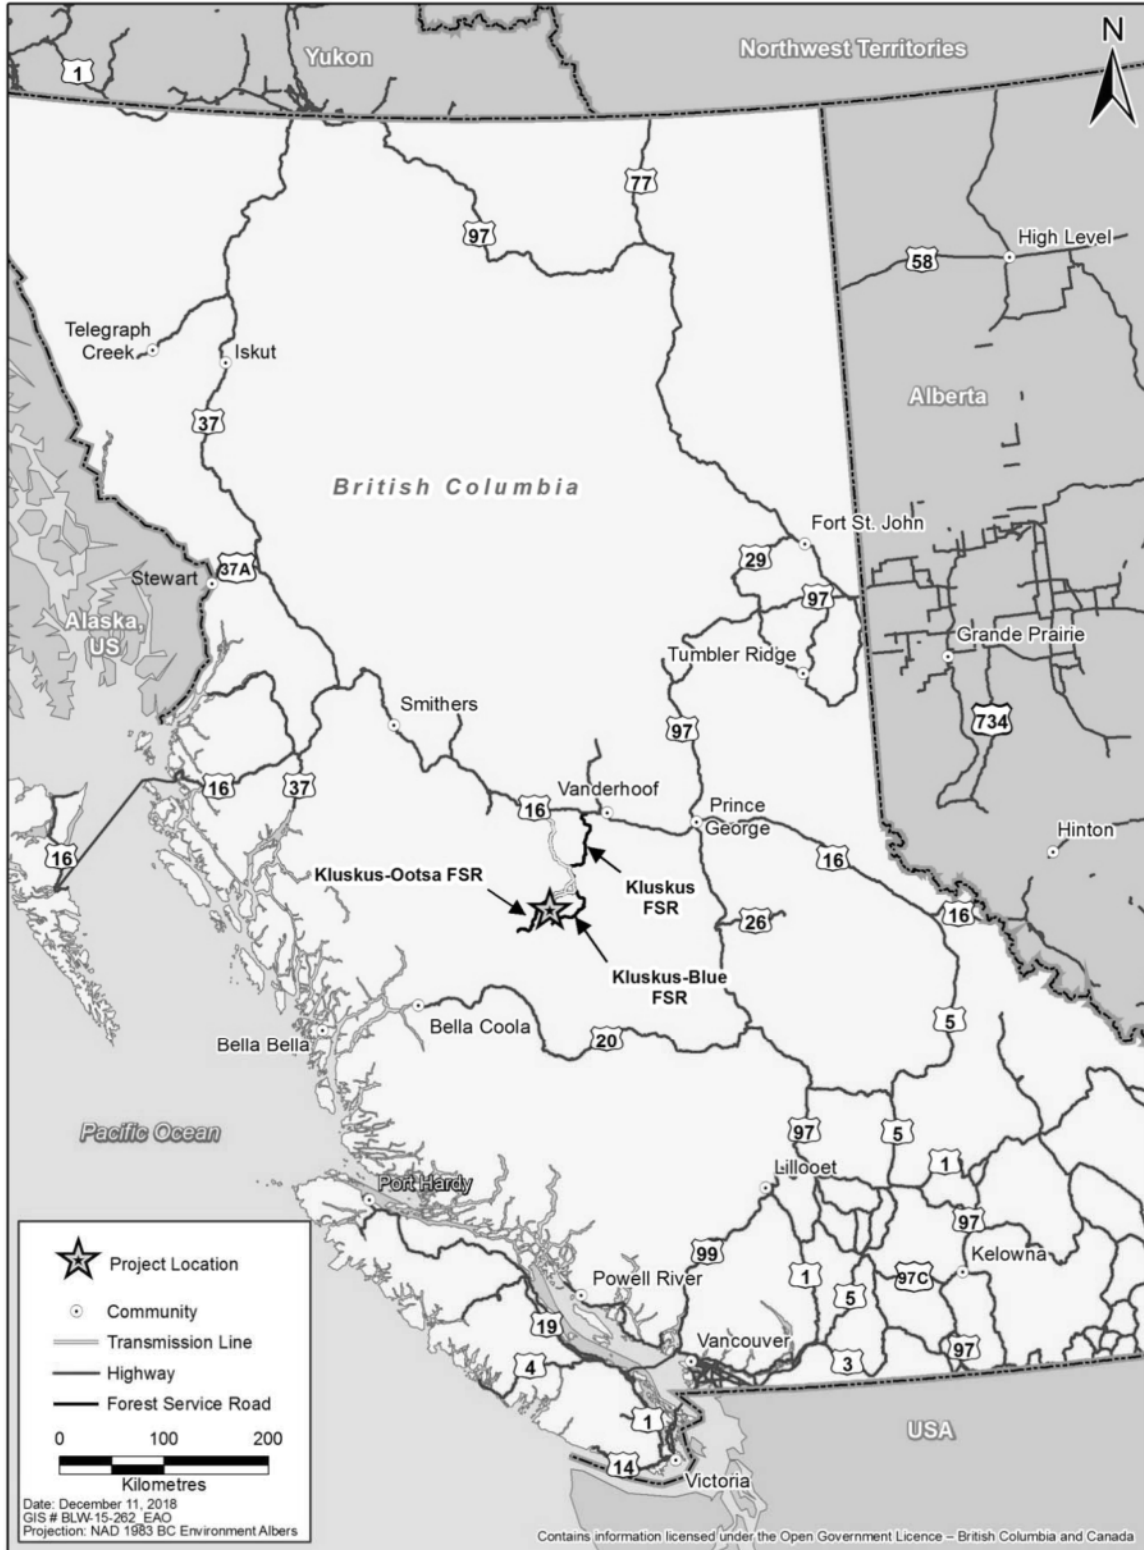 Yukon
Northwest Territories
N
1
77
97
High Level
58
Telegraph
Creek
Iskut
Alberta
37
British Columbia
Fort St. John
29
37A
Stewart
97
Alaska,
US
Grande Prairie
Tumbler Ridge
Smithers
734
97
16
37
Vanderhoof
16
Prince
George
Hinton
16
16
Kluskus-Ootsa FSR
Kluskus
FSR
16
26
Kluskus-Blue
FSR
Bella Coola
5
Bella Bella
20
Pacific Ocean
97
5
1
Lillooet
Port Hardy
97
99
Kelowna
97C
1
Powell River
5
19
Vancouver
97
3
4
1
USA
14
Victoria
Project Location
Community
Transmission Line
Highway
Forest Service Road
0 100 200
Kilometres
Date: December 11, 2018
GIS # BLW-15-262_EAO
Projection: NAD 1983 BC Environment Albers
Contains information licensed under the Open Government Licence – British Columbia and Canada